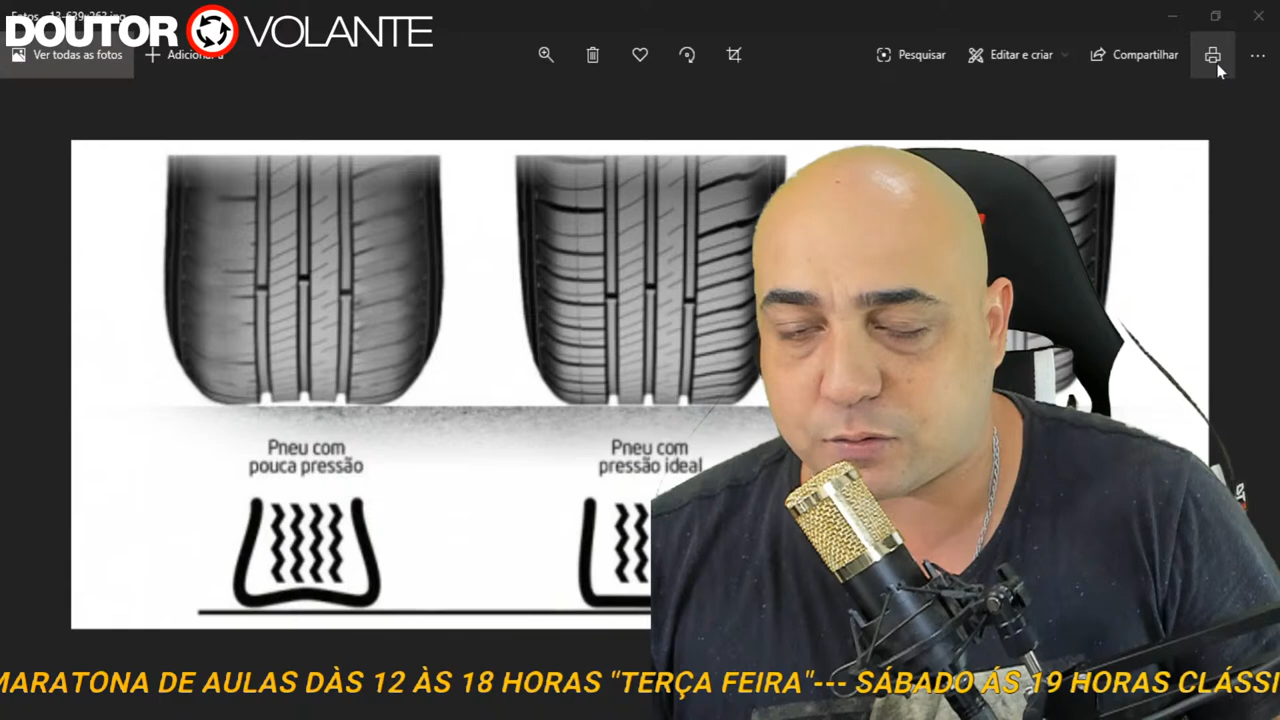 DOUTOR VOLANTE
Ver todas as fotos
Pesquisar
Editar e criar
Compartilhar
Pneu com
pouca pressão
Pneu com
pressão ideal
MARATONA DE AULAS DÀS 12 ÀS 18 HORAS "TERÇA FEIRA"--- SÁBADO ÁS 19 HORAS CLÁSSI